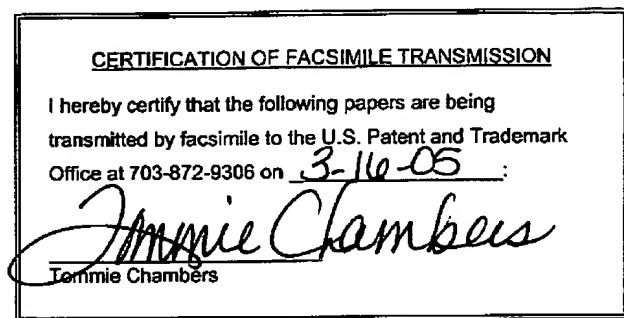 CERTIFICATION OF FACSIMILE TRANSMISSION
I hereby certify that the following papers are being
transmitted by facsimile to the U.S. Patent and Trademark
Office at 703-872-9306 on 3-16-05 :
Tommie Chambers
Tommie Chambers